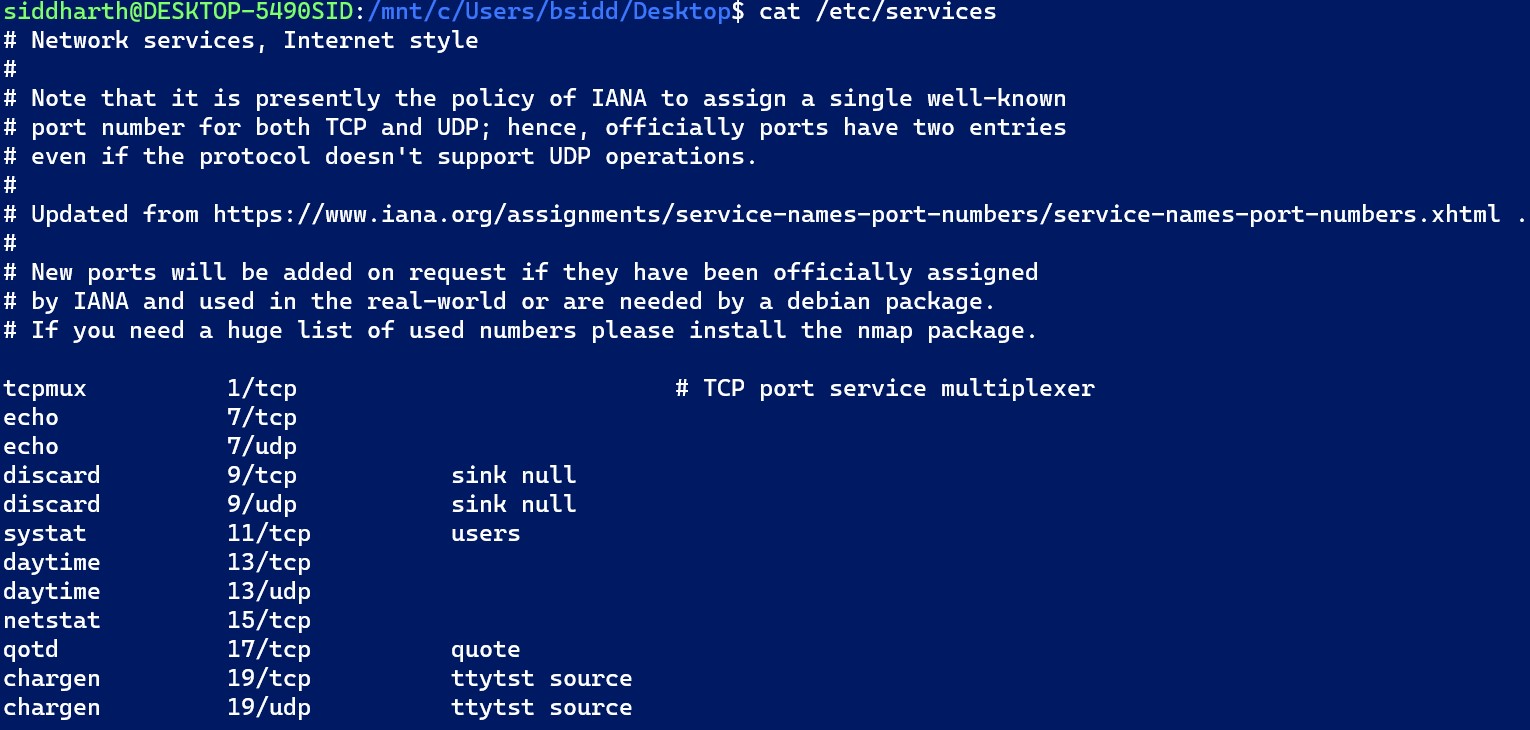 siddharth@DESKTOP-5490SID:/mnt/c/Users/bsidd/Desktop$ cat /etc/services
# Network services, Internet style
#
# Note that it is presently the policy of IANA to assign a single well-known
# port number for both TCP and UDP; hence, officially ports have two entries
# even if the protocol doesn't support UDP operations.
#
# Updated from https://www.iana.org/assignments/service-names-port-numbers/service-names-port-numbers.xhtml .
#
# New ports will be added on request if they have been officially assigned
# by IANA and used in the real-world or are needed by a debian package.
# If you need a huge list of used numbers please install the nmap package.

tcpmux          1/tcp                           # TCP port service multiplexer
echo            7/tcp
echo            7/udp
discard         9/tcp           sink null
discard         9/udp           sink null
systat          11/tcp          users
daytime         13/tcp
daytime         13/udp
netstat         15/tcp
qotd            17/tcp          quote
chargen         19/tcp          ttytst source
chargen         19/udp          ttytst source